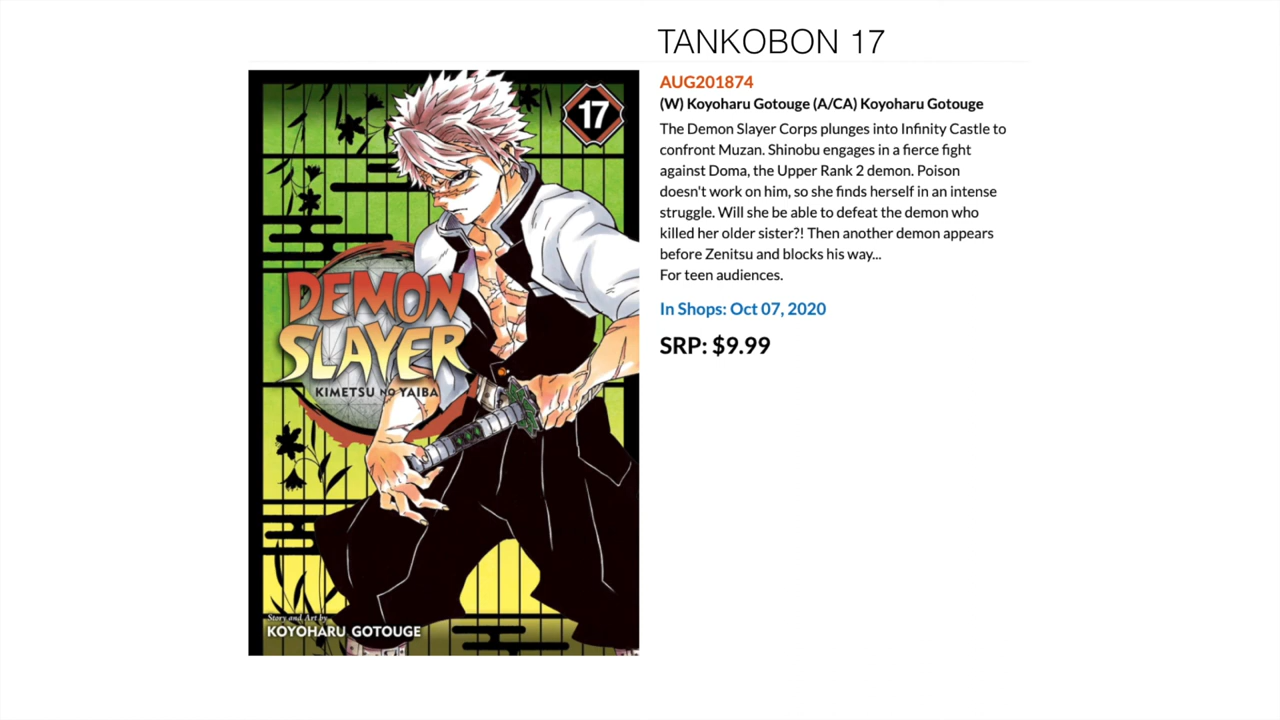 TANKOBON 17
AUG201874
(W) Koyoharu Gotouge (A/CA) Koyoharu Gotouge
The Demon Slayer Corps plunges into Infinity Castle to
confront Muzan. Shinobu engages in a fierce fight
against Doma, the Upper Rank 2 demon. Poison
doesn't work on him, so she finds herself in an intense
struggle. Will she be able to defeat the demon who
killed her older sister?! Then another demon appears
before Zenitsu and blocks his way...
For teen audiences.
In Shops: Oct 07, 2020
SRP: $9.99
17
DEMON
SLAYER
KIMETSU NO YAIBA
Story and Art by
KOYOHARU GOTOUGE